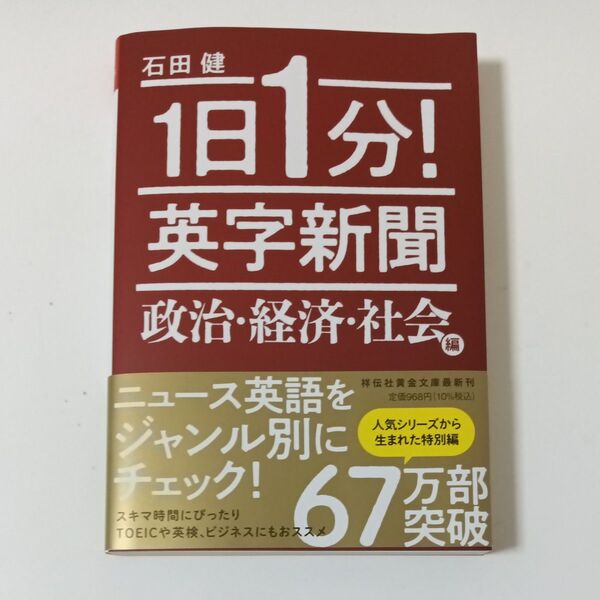 石田 健
1日1分!
英字新聞
政治・経済・社会編
祥伝社黄金文庫最新刊
定価968円(10%税込)
ニュース英語を
ジャンル別に
チェック!
人気シリーズから
生まれた特別編
67万部
突破
スキマ時間にぴったり
TOEICや英検、ビジネスにもおススメ